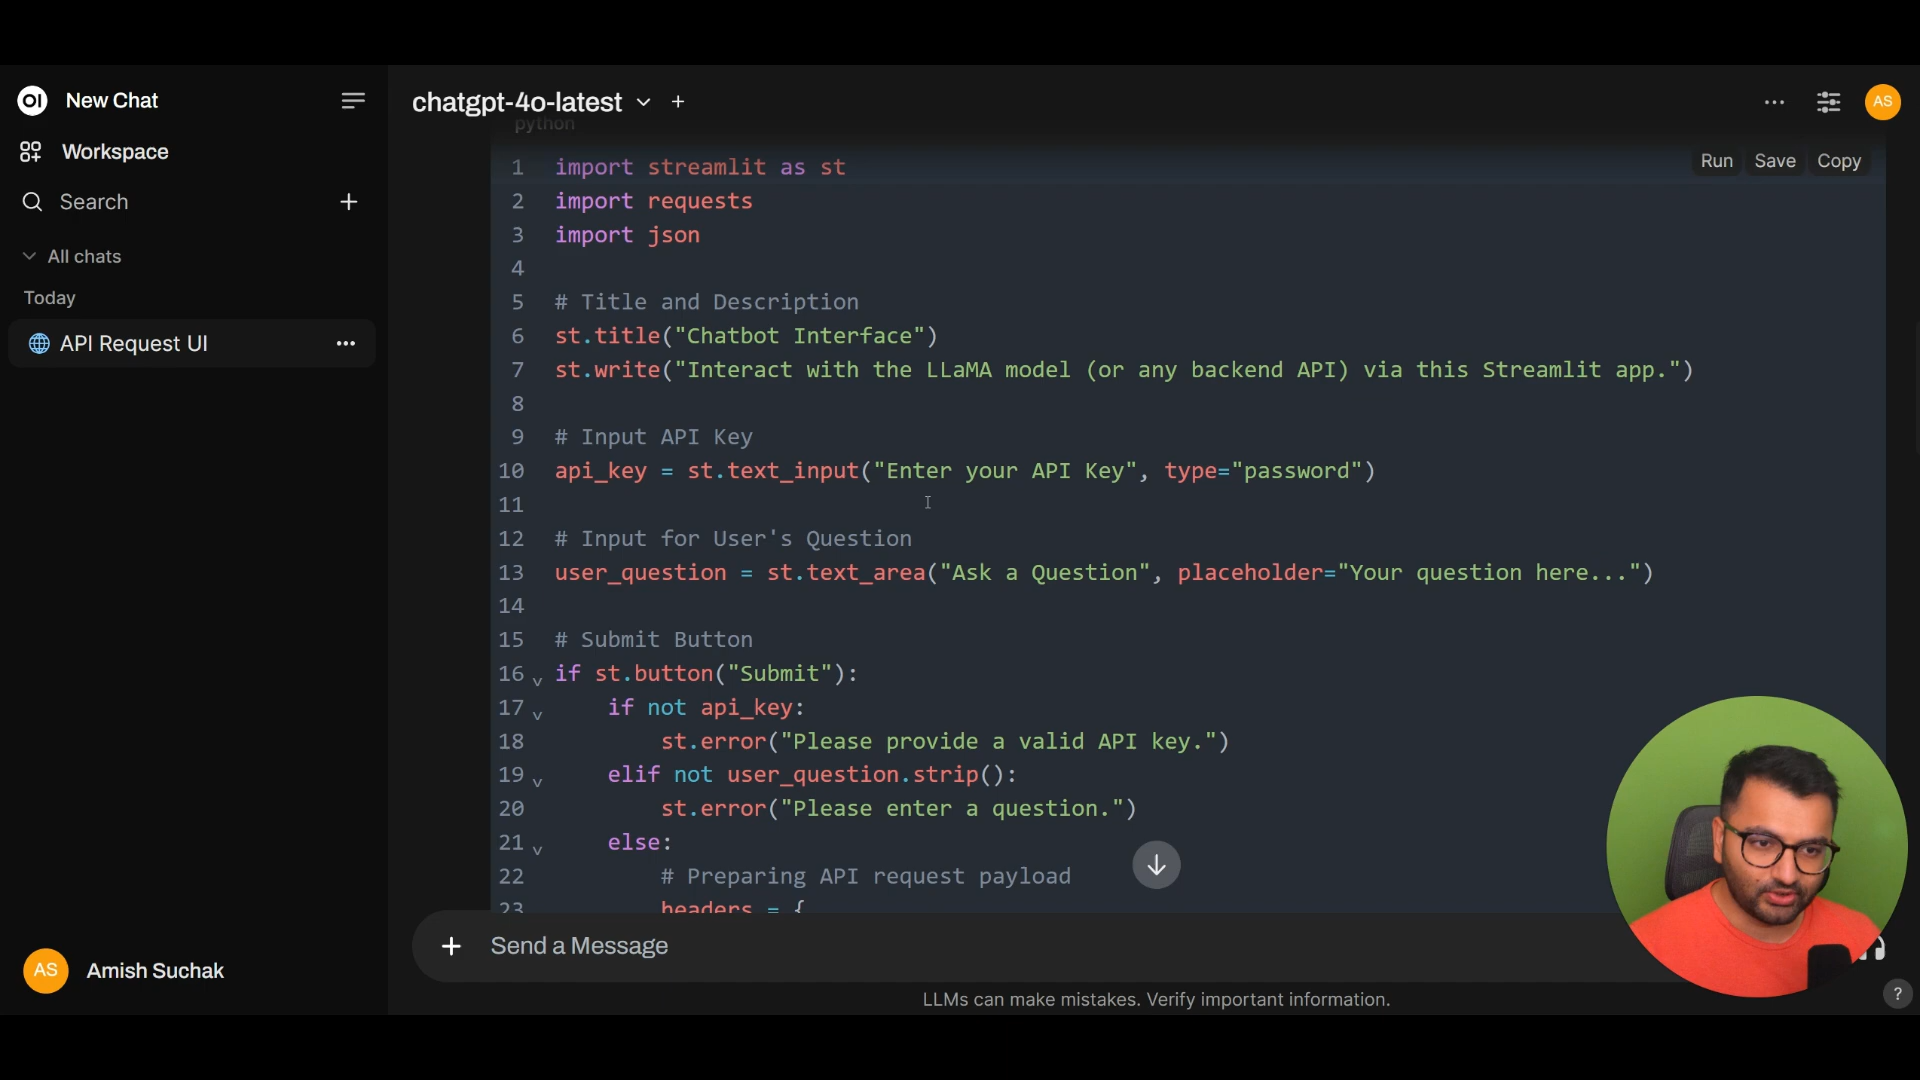 OI New Chat
Workspace
Search
All chats
Today
API Request UI
AS Amish Suchak
chatgpt-4o-latest
AS
python
Run Save Copy
1 import streamlit as st
2 import requests
3 import json
4
5 # Title and Description
6 st.title("Chatbot Interface")
7 st.write("Interact with the LLaMA model (or any backend API) via this Streamlit app.")
8
9 # Input API Key
10 api_key = st.text_input("Enter your API Key", type="password")
11
12 # Input for User's Question
13 user_question = st.text_area("Ask a Question", placeholder="Your question here...")
14
15 # Submit Button
16 if st.button("Submit"):
17 if not api_key:
18 st.error("Please provide a valid API key.")
19 elif not user_question.strip():
20 st.error("Please enter a question.")
21 else:
22 # Preparing API request payload
23 headers = {
Send a Message
LLMs can make mistakes. Verify important information.
?